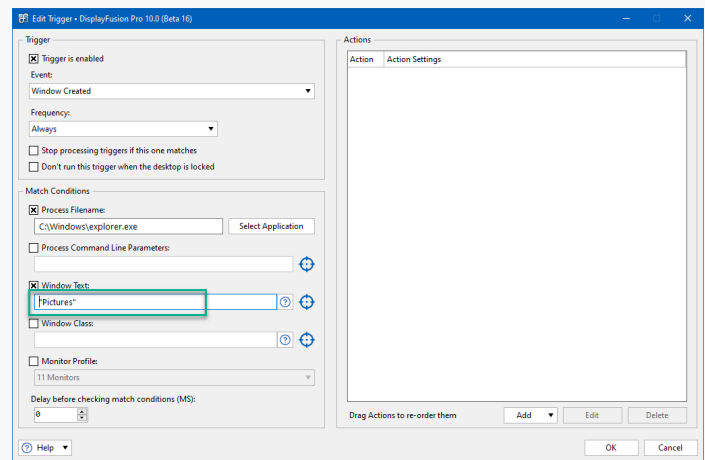 Edit Trigger • DisplayFusion Pro 10.0 (Beta 16)
Trigger
Trigger is enabled
Event:
Window Created
Frequency:
Always
Stop processing triggers if this one matches
Don't run this trigger when the desktop is locked
Match Conditions
Process Filename:
C:\Windows\explorer.exe
Select Application
Process Command Line Parameters:
Window Text:
"Pictures"
Window Class:
Monitor Profile:
11 Monitors
Delay before checking match conditions (MS):
0
Help
Actions
Action Action Settings
Drag Actions to re-order them
Add
Edit
Delete
OK
Cancel